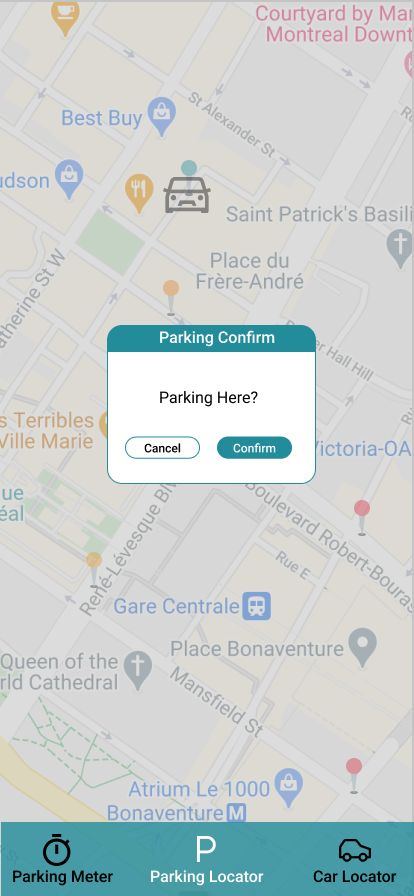 Courtyard by Mar
Montreal Downt
Best Buy
St Alexander St
udson
Saint Patrick's Basili
Place du
Frère-André
Catherine St W
Parking Confirm
er Hall Hill
Parking Here?
s Terribles
Ville Marie
Cancel
Confirm
Victoria-OA
ue
éal
René-Lévesque Blv
Boulevard Robert-Boura
Rue E
Gare Centrale
Place Bonaventure
Queen of the
rld Cathedral
Mansfield St
Atrium Le 1000
Bonaventure M
P
Parking Meter
Parking Locator
Car Locator